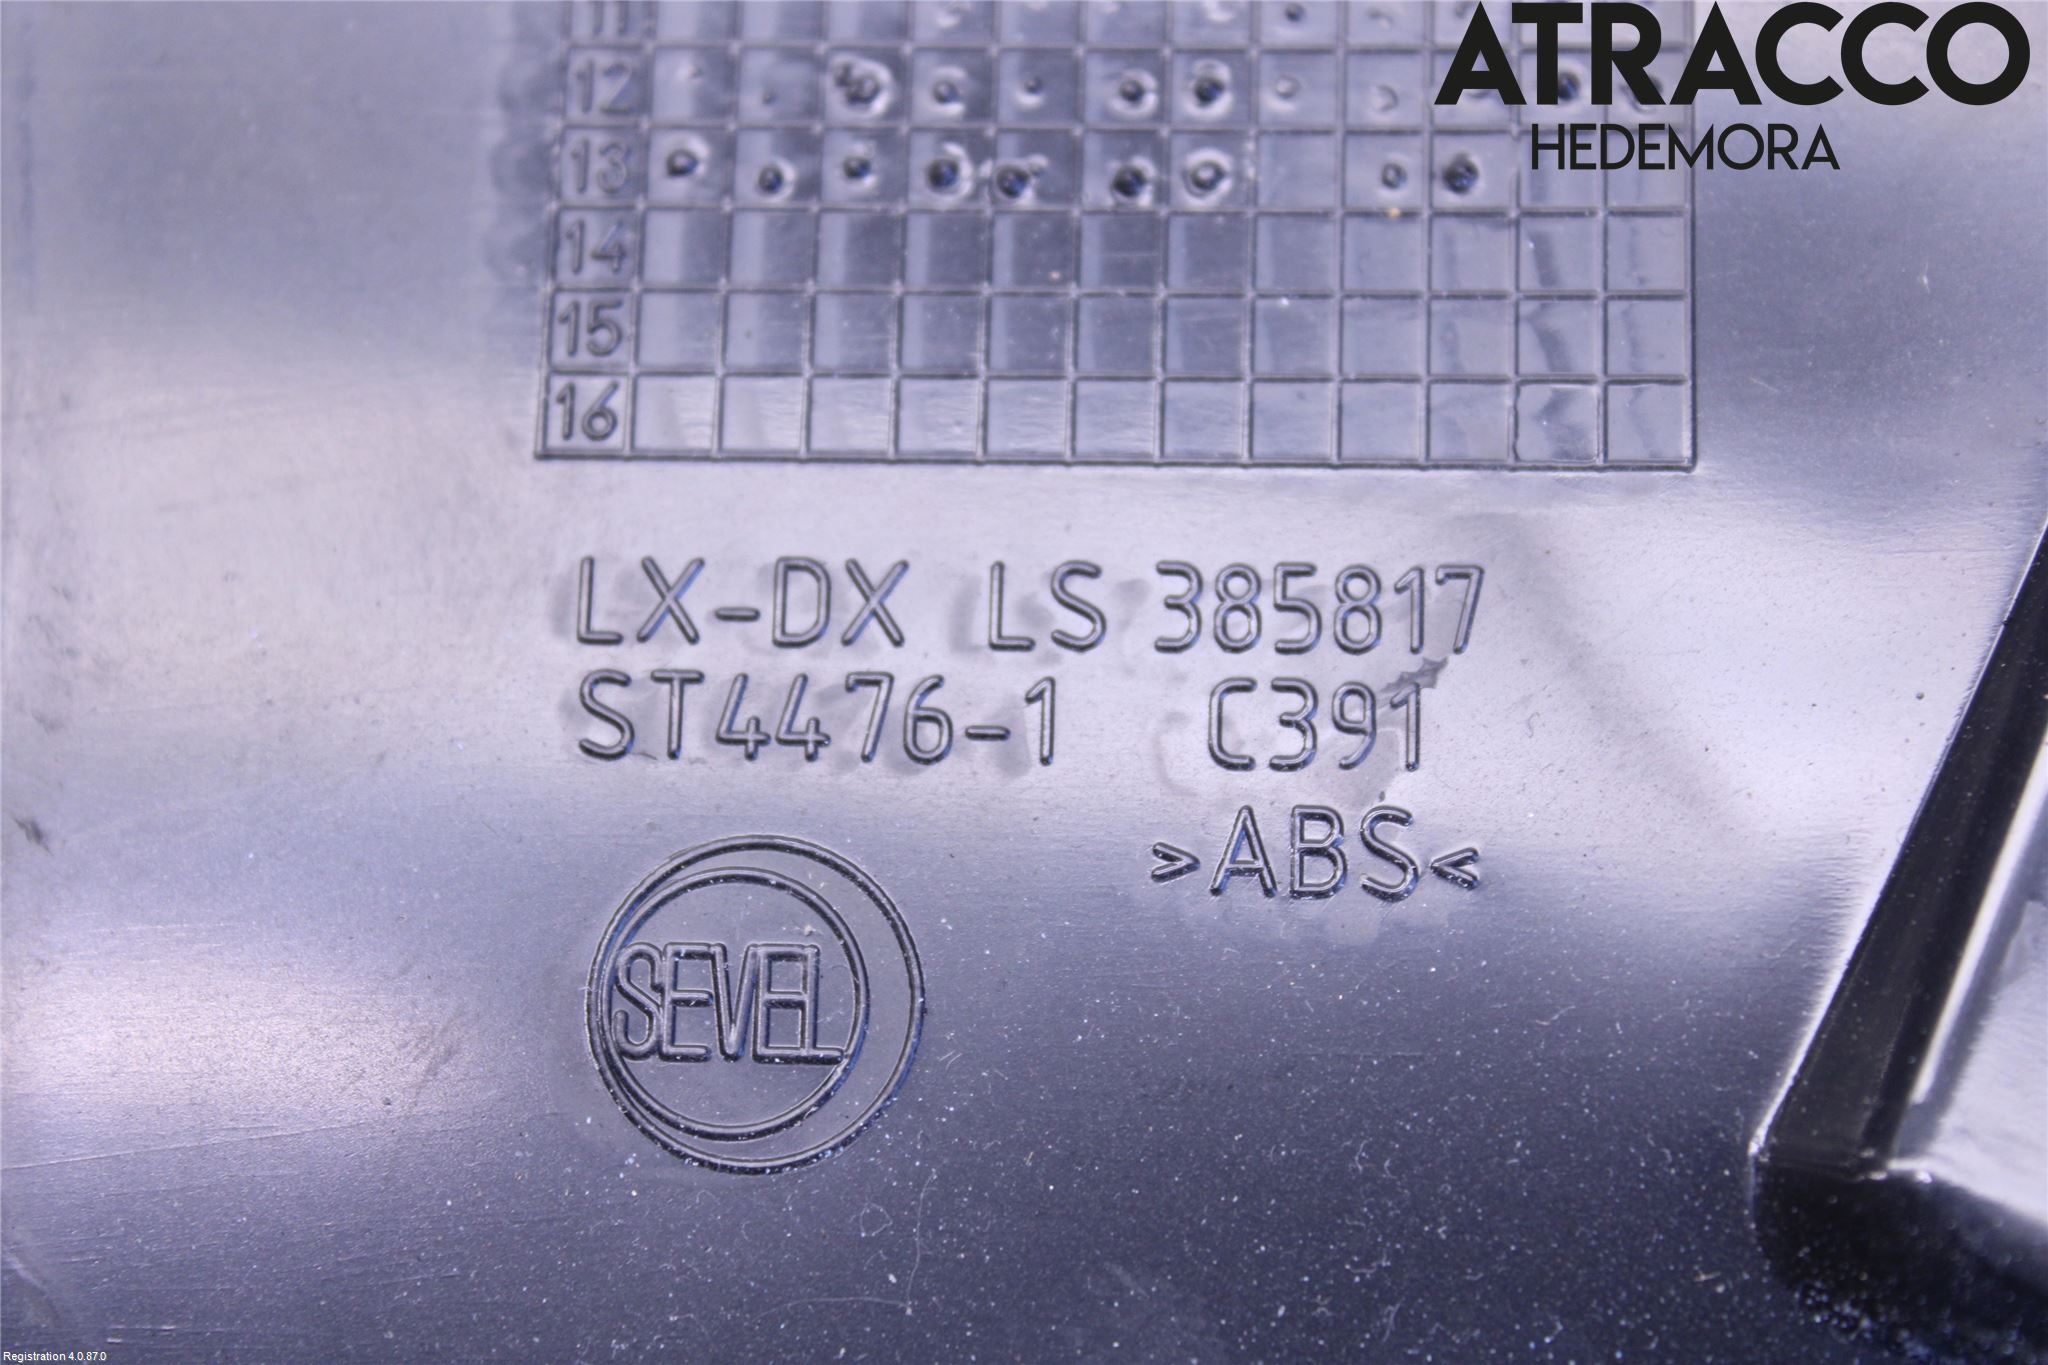 ATRACCO
HEDEMORA
11
12
13
14
15
16
LX-DX LS 385817
ST4476-1 C391
>ABS<
SEVEL
Registration 4.0.87.0